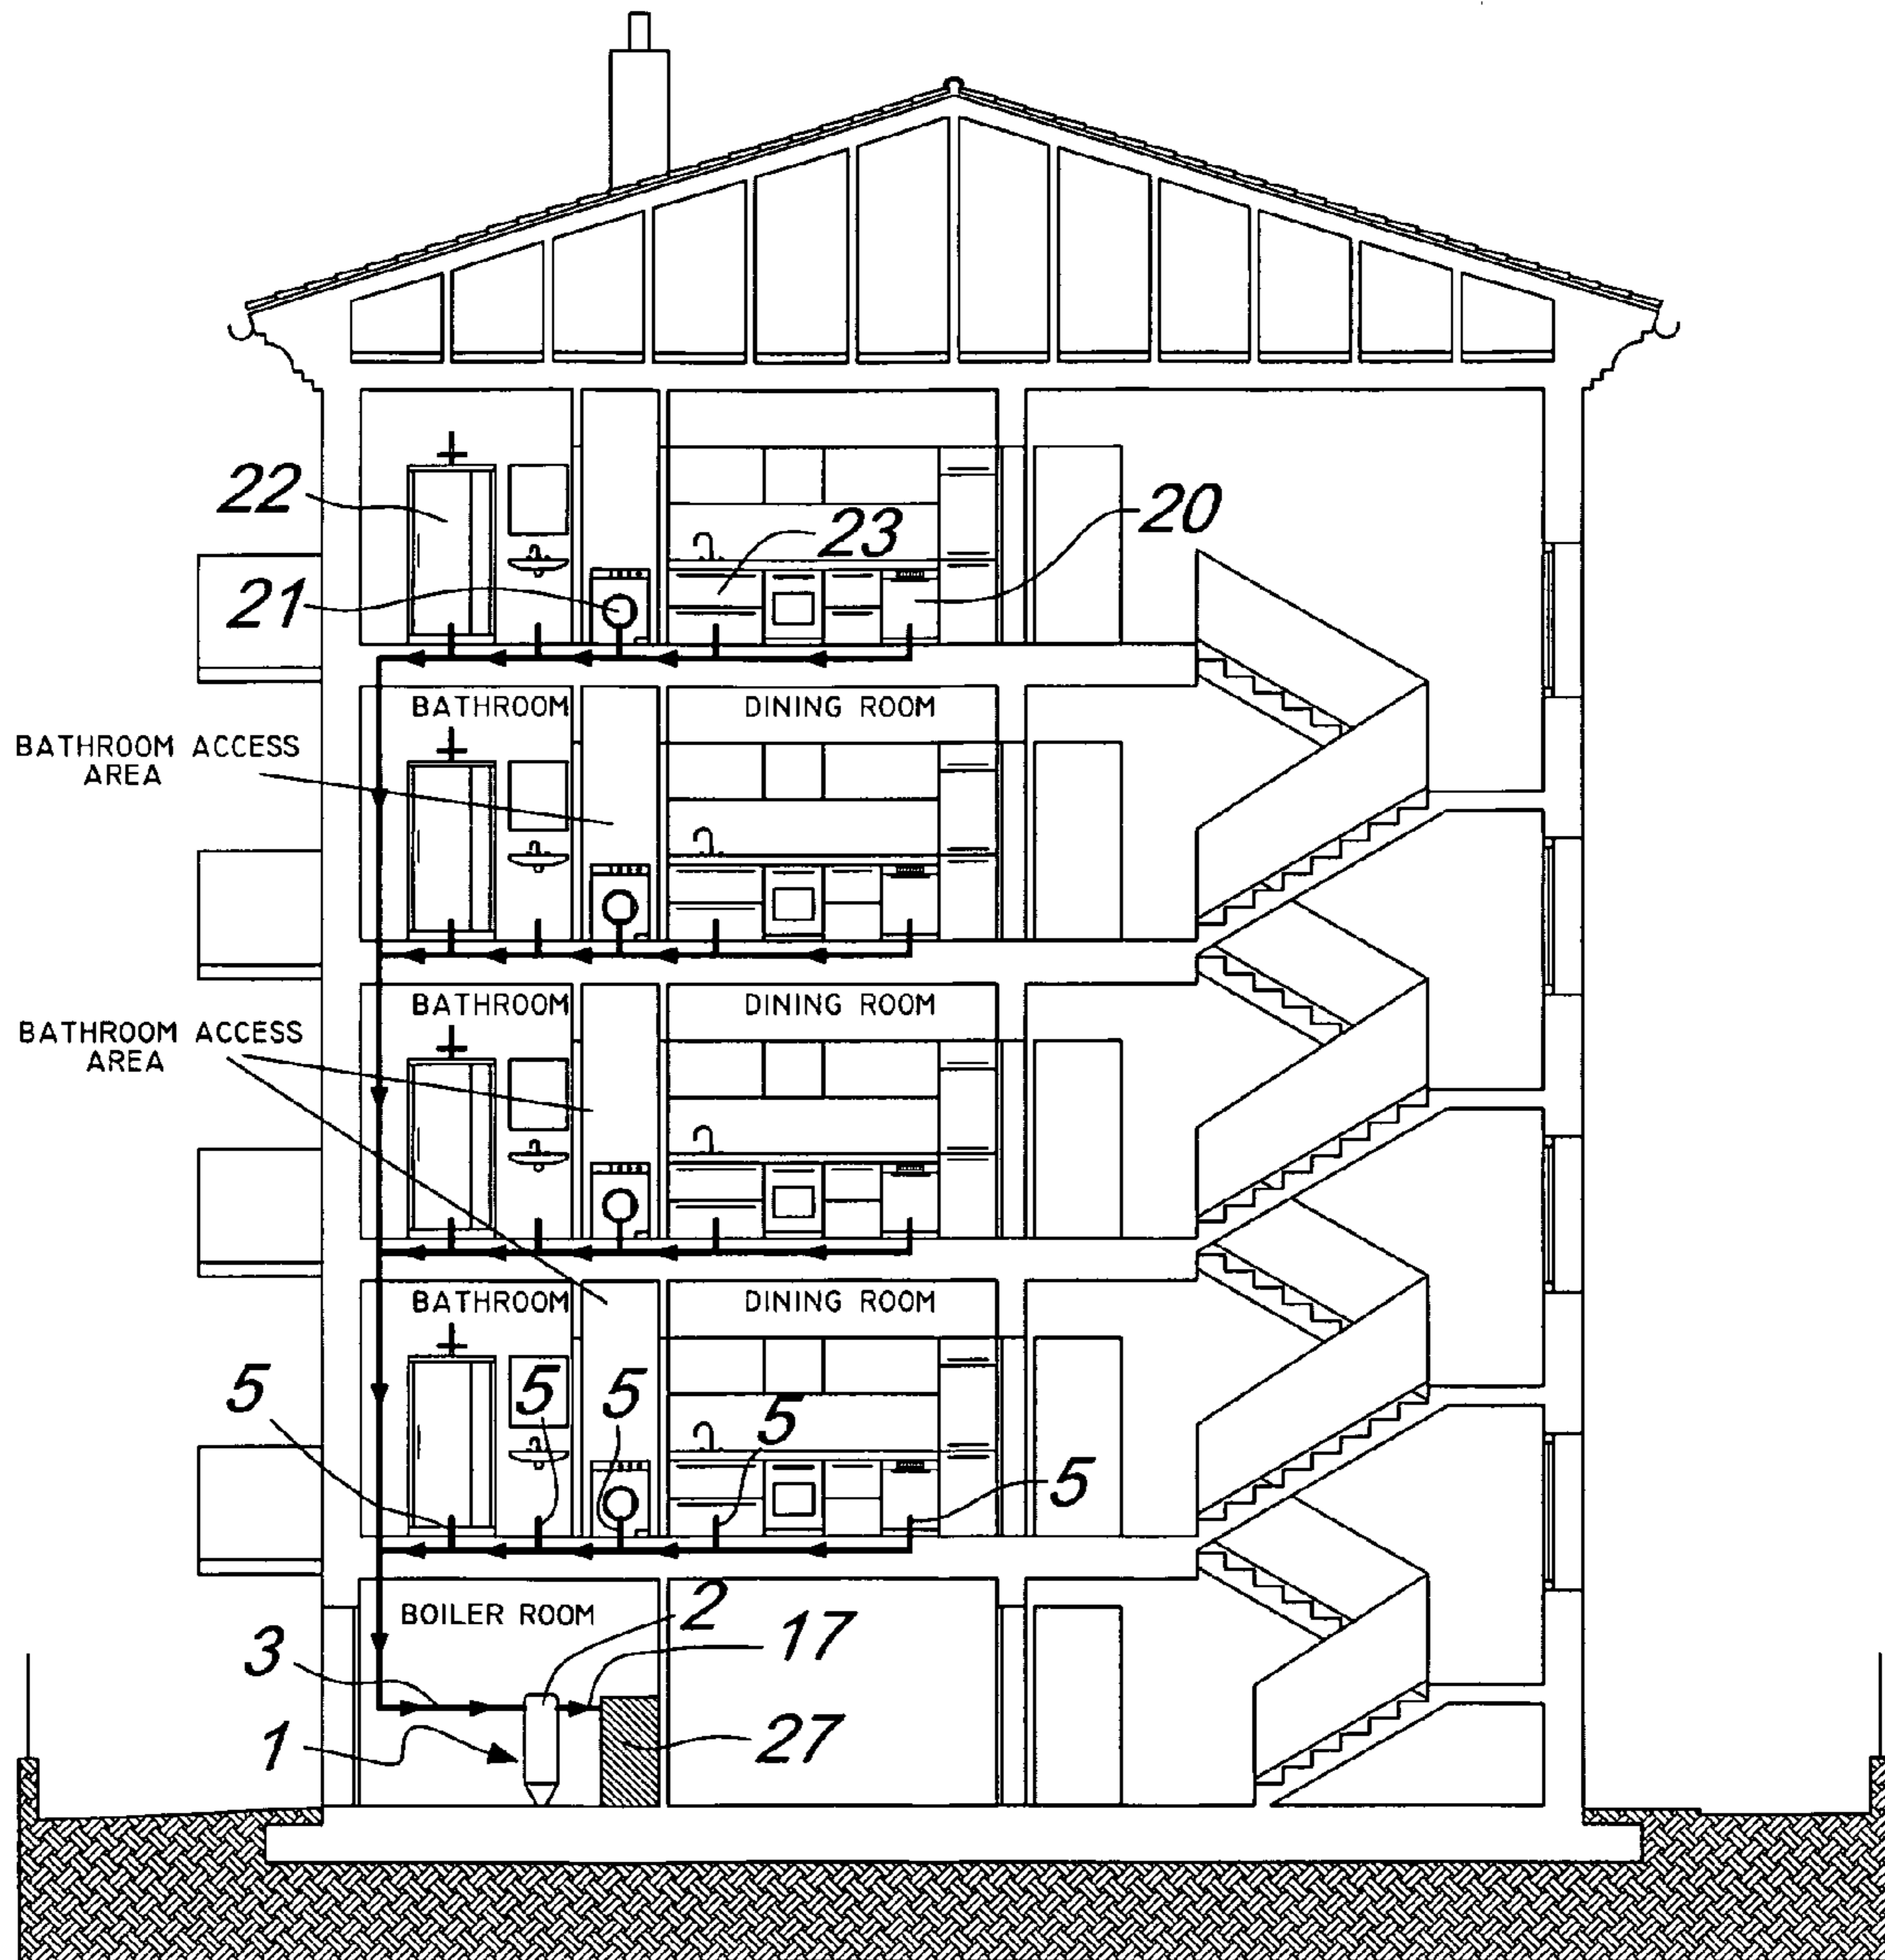 22
23
20
21
BATHROOM
DINING ROOM
BATHROOM ACCESS
AREA
BATHROOM
DINING ROOM
BATHROOM ACCESS
AREA
BATHROOM
DINING ROOM
5
5
5
5
5
BOILER ROOM
2
17
3
1
27